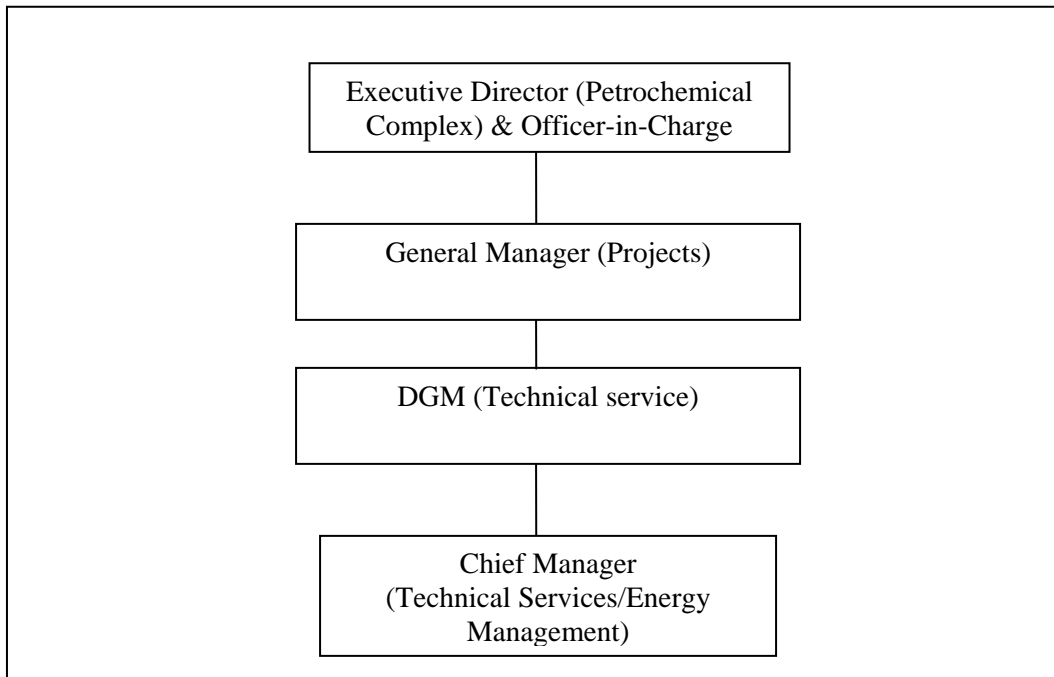 Executive Director (Petrochemical
Complex) & Officer-in-Charge
General Manager (Projects)
DGM (Technical service)
Chief Manager
(Technical Services/Energy
Management)